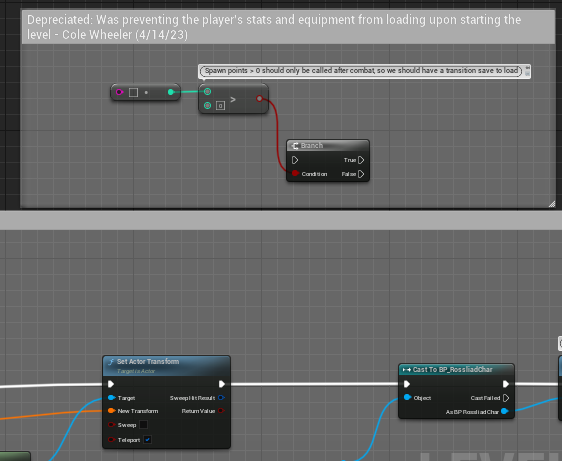 Depreciated: Was preventing the player's stats and equipment from loading upon starting the
level - Cole Wheeler (4/14/23)
Spawn points > 0 should only be called after combat, so we should have a transition save to load
>
0
Branch
True
Condition
False
Set Actor Transform
Target is Actor
Target
Sweep Hit Result
New Transform
Return Value
Sweep
Teleport
Cast To BP_RossliadChar
Object
Cast Failed
As BP Rossliad Char
LEVEL